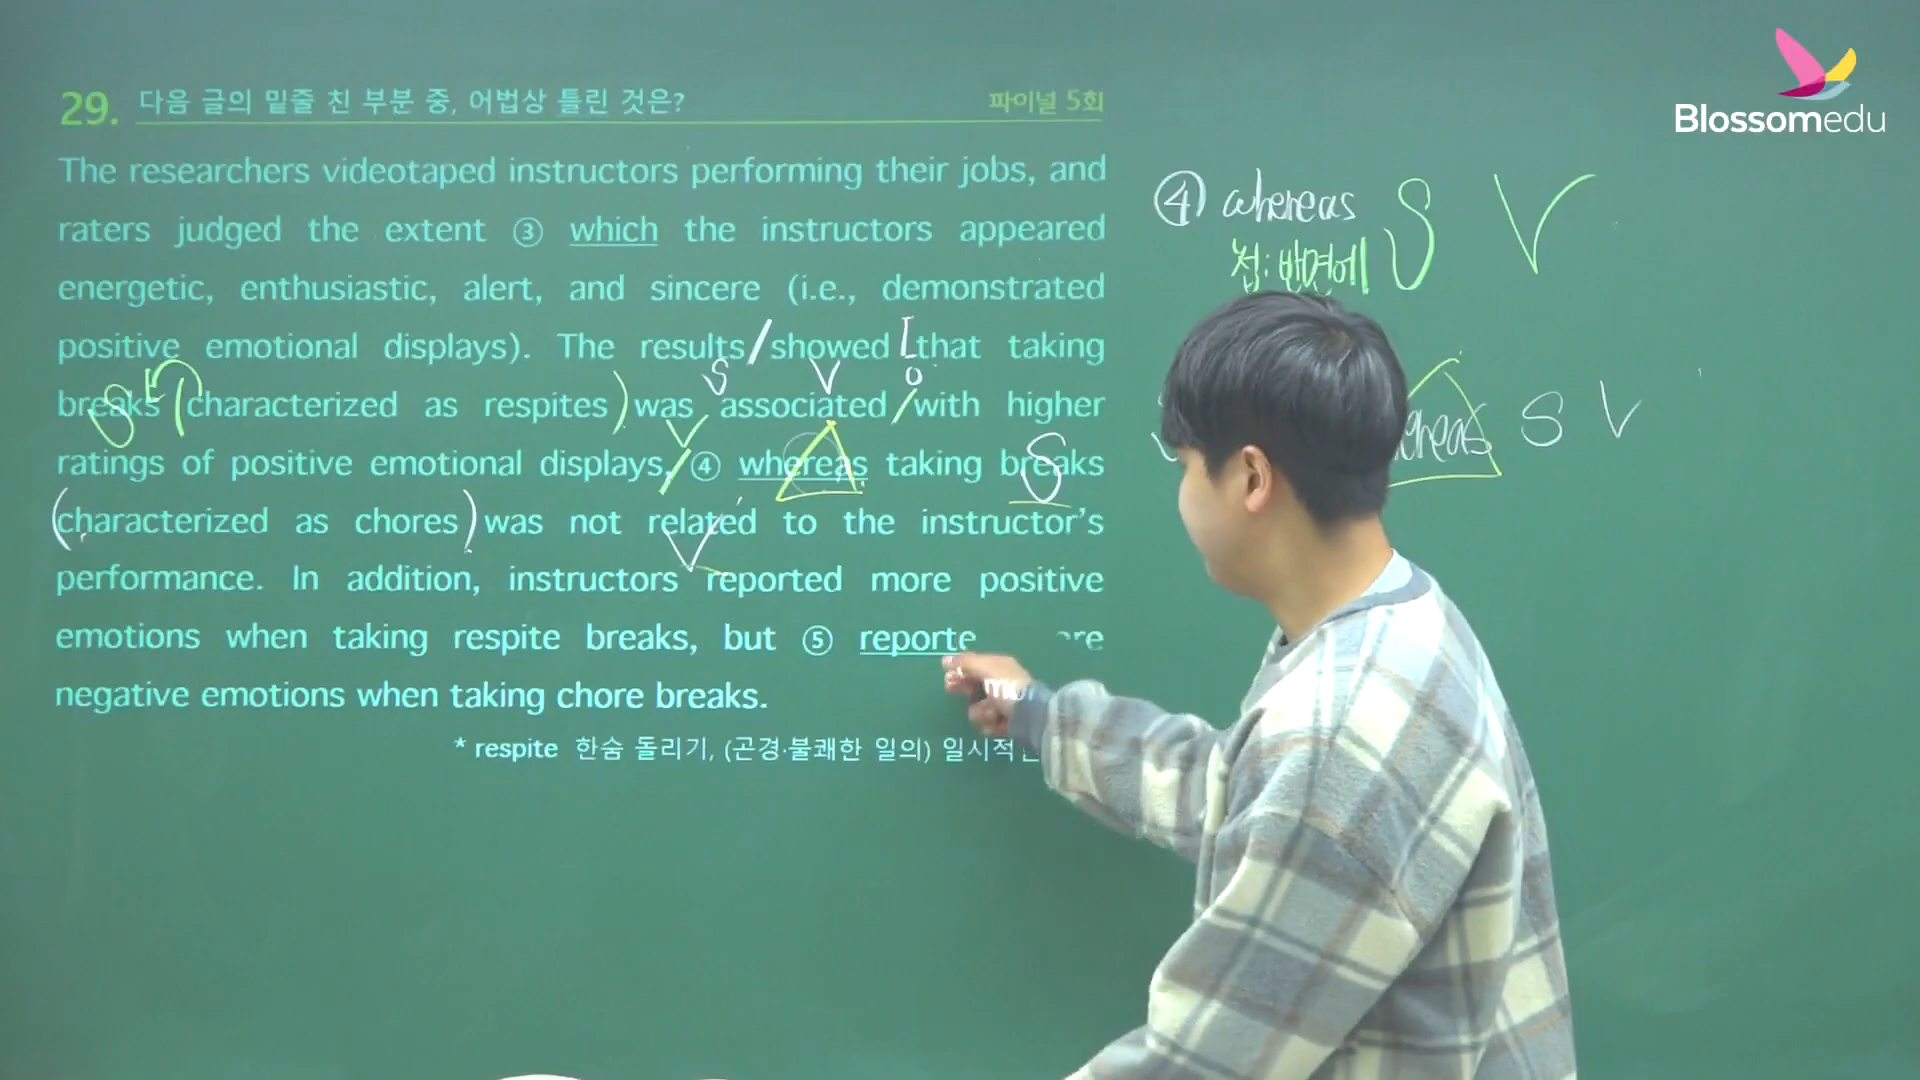 Blossomedu
29. 다음 글의 밑줄 친 부분 중, 어법상 틀린 것은? 파이널 5회
The researchers videotaped instructors performing their jobs, and
raters judged the extent ③ which the instructors appeared
energetic, enthusiastic, alert, and sincere (i.e., demonstrated
positive emotional displays). The results / showed [ that taking
breaks (characterized as respites) was associated / with higher
ratings of positive emotional displays, / ④ whereas taking breaks
(characterized as chores) was not related to the instructor's
performance. In addition, instructors reported more positive
emotions when taking respite breaks, but ⑤
negative emotions when taking chore breaks.
* respite 한숨 돌리기, (곤경·불쾌한 일의)
S V O
S
V
S
V
④ whereas S V
접: 반면에
S V